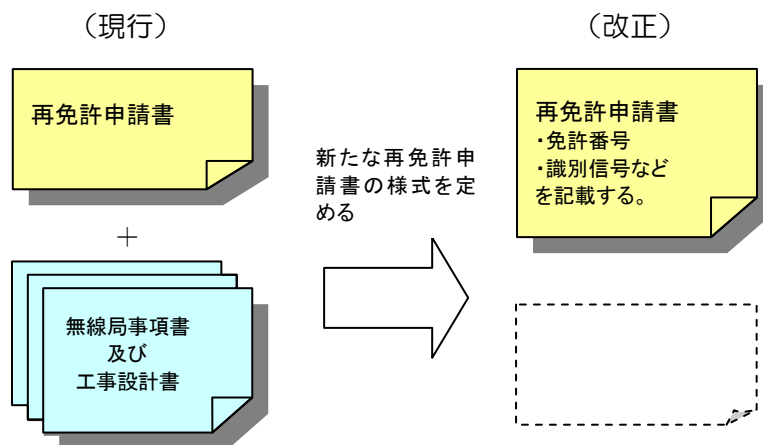 （現行）
再免許申請書
＋
無線局事項書
及び
工事設計書
新たな再免許申
請書の様式を定
める
（改正）
再免許申請書
・免許番号
・識別信号など
を記載する。